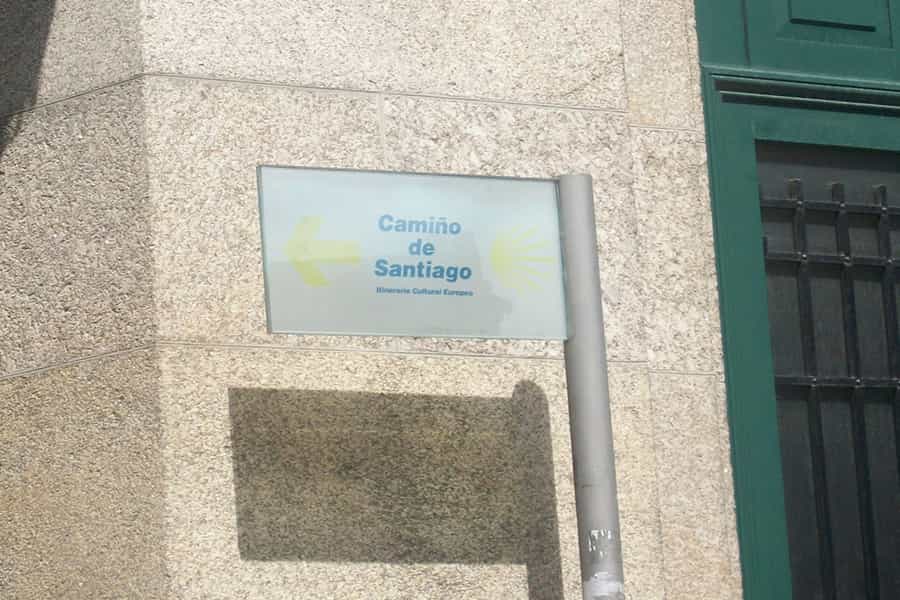 Camiño
de
Santiago
Itinerario Cultural Europeo